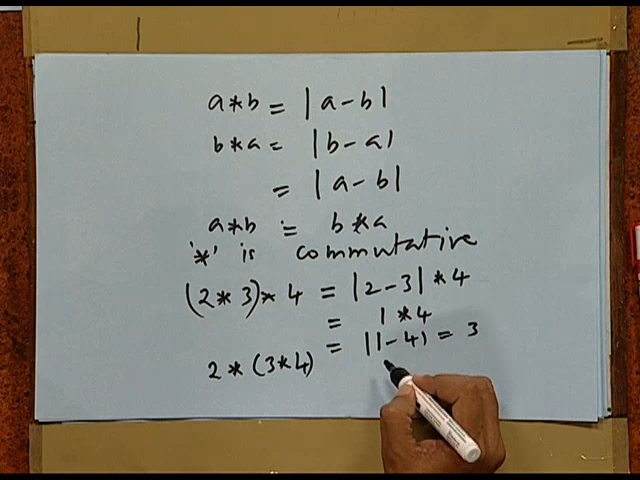 a*b = |a-b|
b*a = |b-a|
= |a-b|
a*b = b*a
'*' is commutative
(2*3)*4 = |2-3|*4
= 1*4
= |1-4| = 3
2*(3*4)